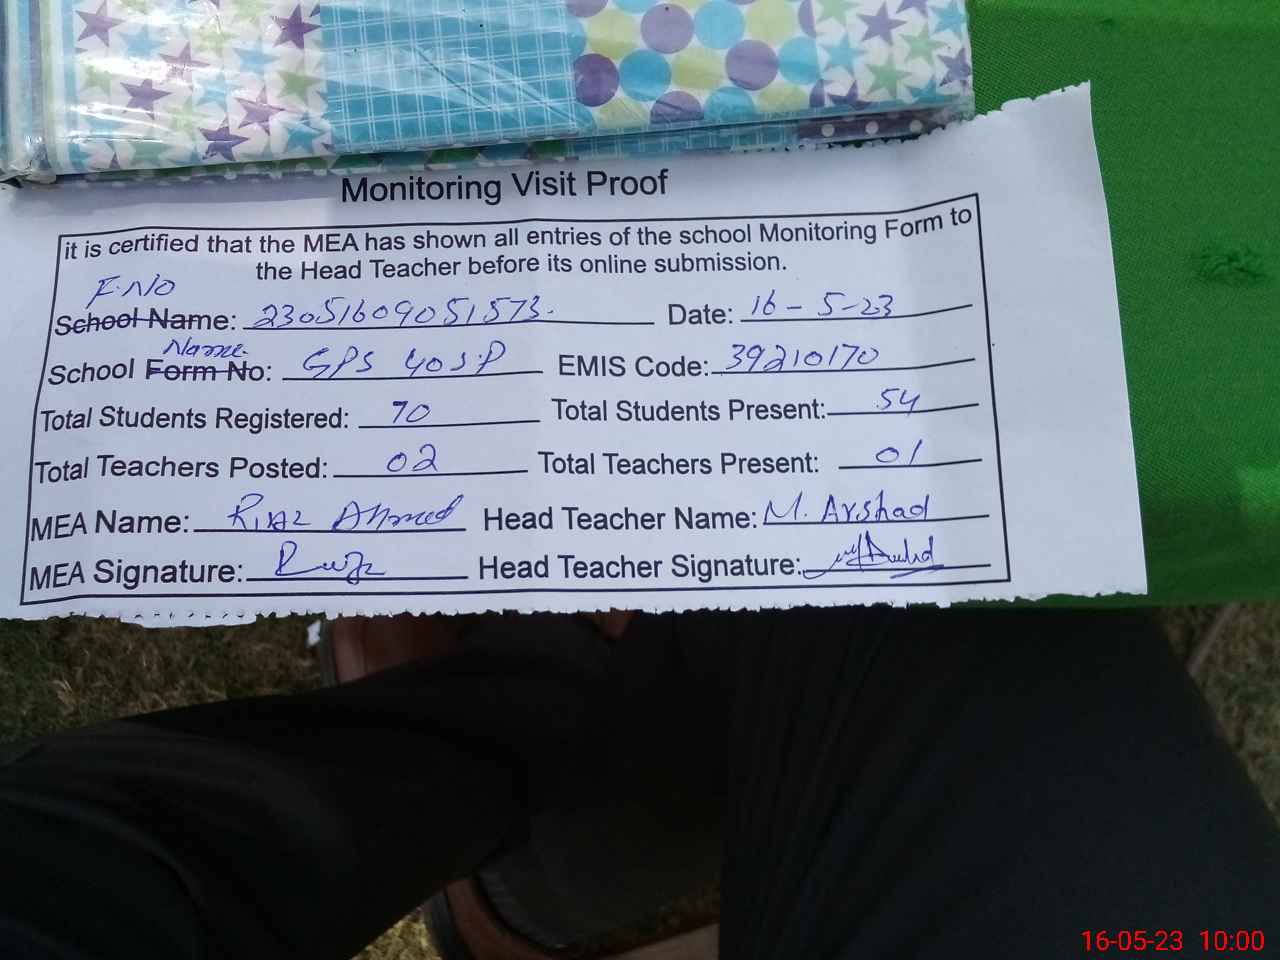 Monitoring Visit Proof
it is certified that the MEA has shown all entries of the school Monitoring Form to
the Head Teacher before its online submission.
F.No
School Name: 23051609051573. Date: 16-5-23
Name.
School Form No: GPS 40 S.P EMIS Code: 39210170
Total Students Registered: 70 Total Students Present: 54
Total Teachers Posted: 02 Total Teachers Present: 01
MEA Name: Riaz Ahmed Head Teacher Name: M. Arshad
MEA Signature: Head Teacher Signature:
16-05-23 10:00